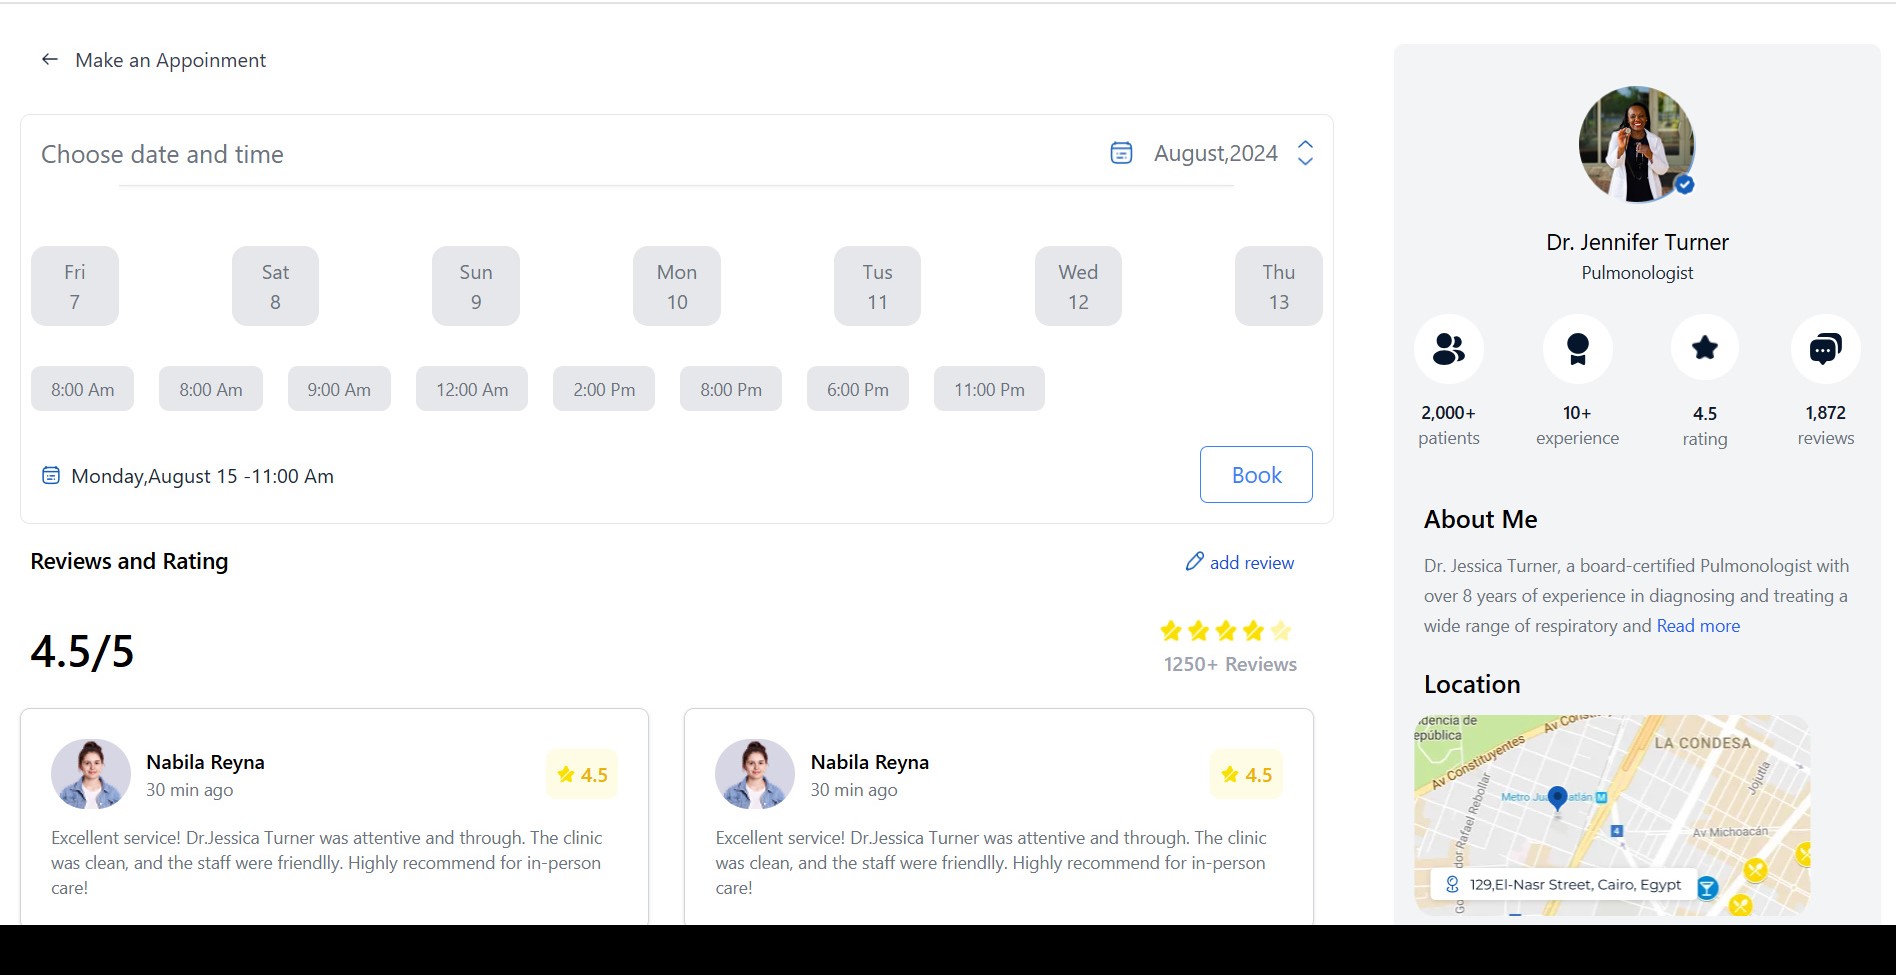 Make an Appoinment
Choose date and time
August,2024
Fri
7
Sat
8
Sun
9
Mon
10
Tus
11
Wed
12
Thu
13
8:00 Am
8:00 Am
9:00 Am
12:00 Am
2:00 Pm
8:00 Pm
6:00 Pm
11:00 Pm
Monday,August 15 -11:00 Am
Book
Reviews and Rating
add review
4.5/5
1250+ Reviews
Nabila Reyna
30 min ago
4.5
Excellent service! Dr.Jessica Turner was attentive and through. The clinic
was clean, and the staff were friendlly. Highly recommend for in-person
care!
Nabila Reyna
30 min ago
4.5
Excellent service! Dr.Jessica Turner was attentive and through. The clinic
was clean, and the staff were friendlly. Highly recommend for in-person
care!
Dr. Jennifer Turner
Pulmonologist
2,000+
patients
10+
experience
4.5
rating
1,872
reviews
About Me
Dr. Jessica Turner, a board-certified Pulmonologist with
over 8 years of experience in diagnosing and treating a
wide range of respiratory and Read more
Location
Av Constituyentes
LA CONDESA
Jojutla
Metro
M
4
Av Michoacán
Rafael Rebollar
129,El-Nasr Street, Cairo, Egypt